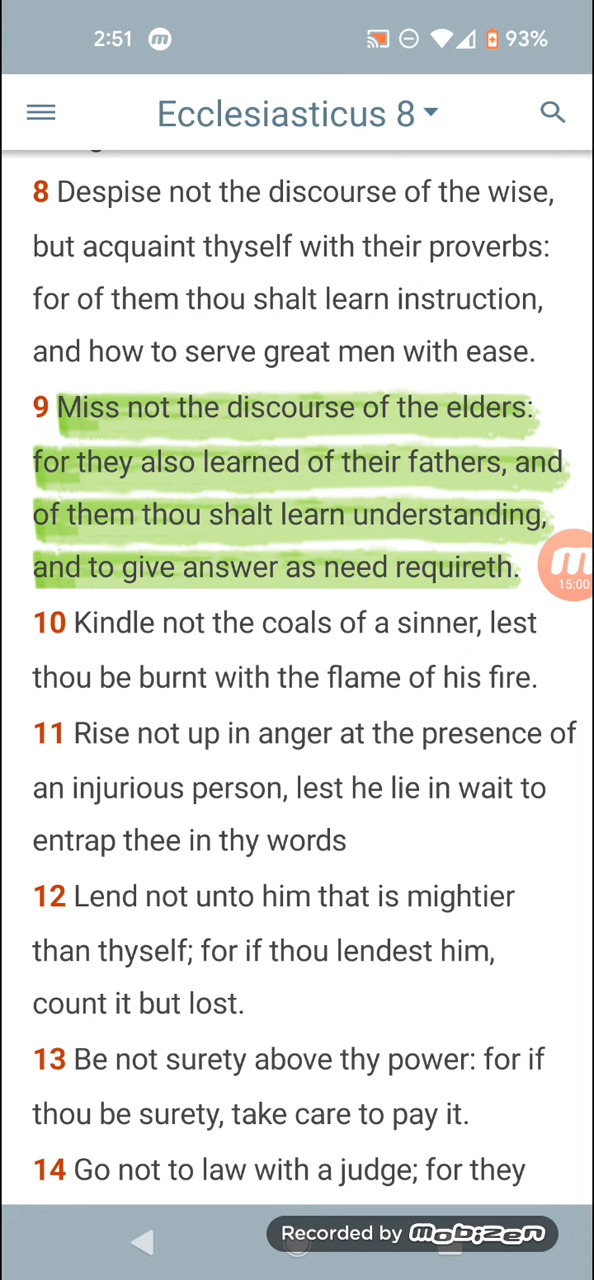 2:51 m 93%
Ecclesiasticus 8
8 Despise not the discourse of the wise,
but acquaint thyself with their proverbs:
for of them thou shalt learn instruction,
and how to serve great men with ease.
9 Miss not the discourse of the elders:
for they also learned of their fathers, and
of them thou shalt learn understanding,
and to give answer as need requireth.
m
15:00
10 Kindle not the coals of a sinner, lest
thou be burnt with the flame of his fire.
11 Rise not up in anger at the presence of
an injurious person, lest he lie in wait to
entrap thee in thy words
12 Lend not unto him that is mightier
than thyself; for if thou lendest him,
count it but lost.
13 Be not surety above thy power: for if
thou be surety, take care to pay it.
14 Go not to law with a judge; for they
Recorded by mobizen